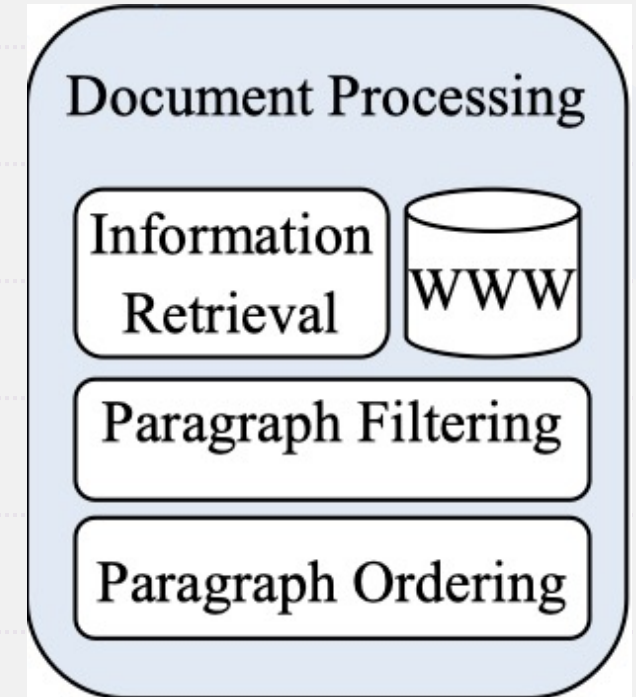 Document Processing
Information
Retrieval
WWW
Paragraph Filtering
Paragraph Ordering